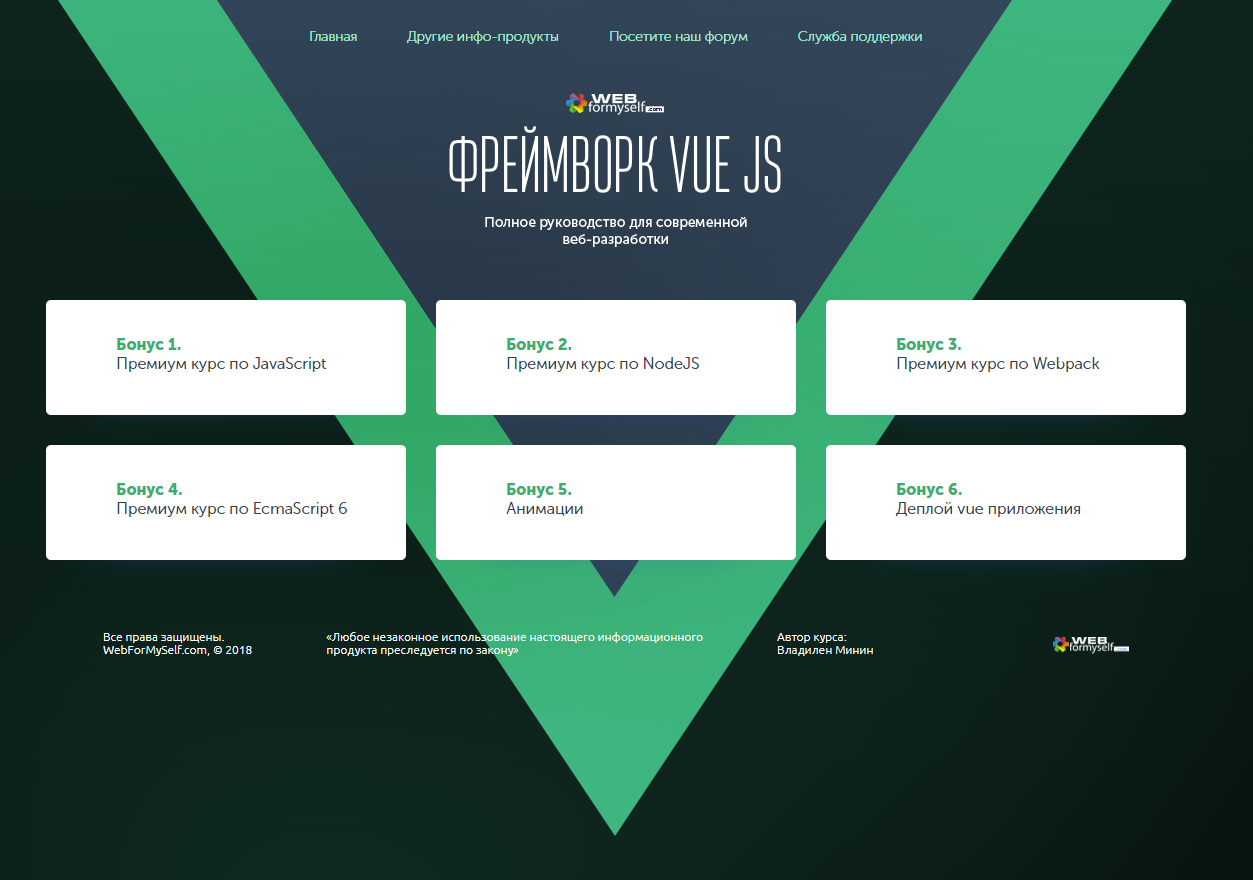 Главная Другие инфо-продукты Посетите наш форум Служба поддержки
WEB
formyself .com
ФРЕЙМВОРК VUE JS
Полное руководство для современной
веб-разработки
Бонус 1.
Премиум курс по JavaScript
Бонус 2.
Премиум курс по NodeJS
Бонус 3.
Премиум курс по Webpack
Бонус 4.
Премиум курс по EcmaScript 6
Бонус 5.
Анимации
Бонус 6.
Деплой vue приложения
Все права защищены.
WebForMySelf.com, © 2018
«Любое незаконное использование настоящего информационного
продукта преследуется по закону»
Автор курса:
Владилен Минин
WEB
formyself